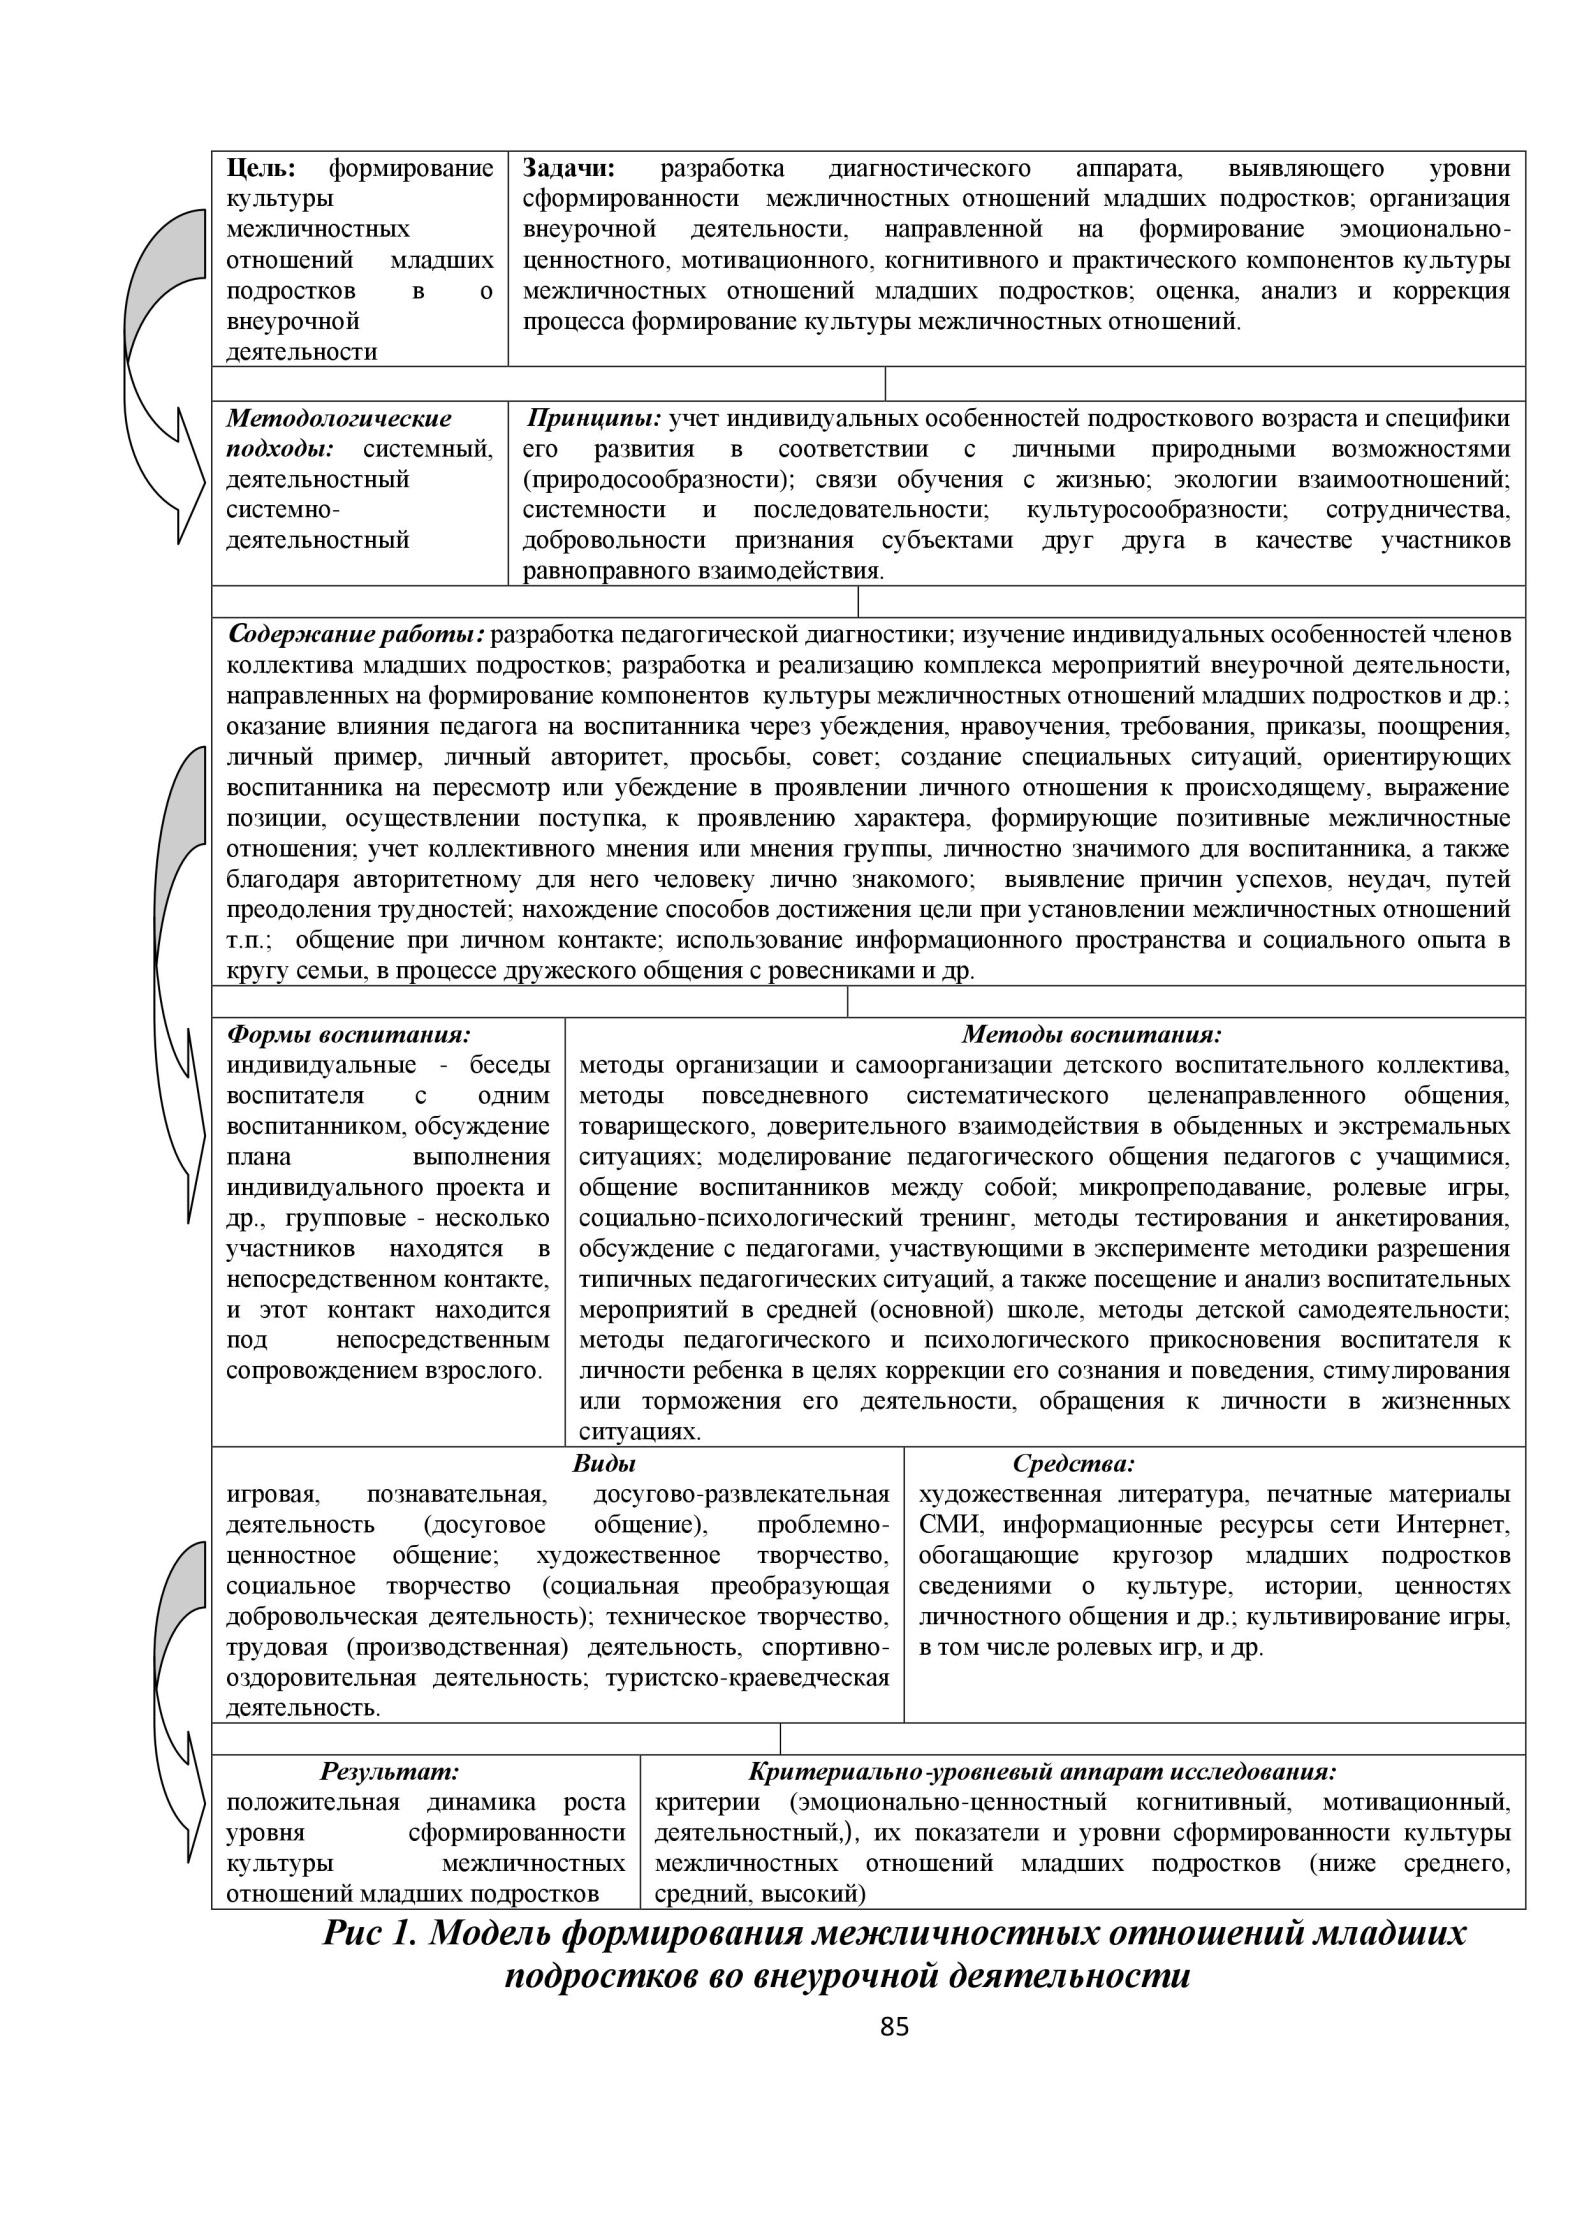 Цель: формирование
культуры
межличностных
отношений младших
подростков в о
внеурочной
деятельности
Задачи: разработка диагностического аппарата, выявляющего уровни
сформированности межличностных отношений младших подростков; организация
внеурочной деятельности, направленной на формирование эмоционально-
ценностного, мотивационного, когнитивного и практического компонентов культуры
межличностных отношений младших подростков; оценка, анализ и коррекция
процесса формирование культуры межличностных отношений.
Методологические
подходы: системный,
деятельностный
системно-
деятельностный
Принципы: учет индивидуальных особенностей подросткового возраста и специфики
его развития в соответствии с личными природными возможностями
(природосообразности); связи обучения с жизнью; экологии взаимоотношений;
системности и последовательности; культуросообразности; сотрудничества,
добровольности признания субъектами друг друга в качестве участников
равноправного взаимодействия.
Содержание работы: разработка педагогической диагностики; изучение индивидуальных особенностей членов
коллектива младших подростков; разработка и реализацию комплекса мероприятий внеурочной деятельности,
направленных на формирование компонентов культуры межличностных отношений младших подростков и др.;
оказание влияния педагога на воспитанника через убеждения, нравоучения, требования, приказы, поощрения,
личный пример, личный авторитет, просьбы, совет; создание специальных ситуаций, ориентирующих
воспитанника на пересмотр или убеждение в проявлении личного отношения к происходящему, выражение
позиции, осуществлении поступка, к проявлению характера, формирующие позитивные межличностные
отношения; учет коллективного мнения или мнения группы, личностно значимого для воспитанника, а также
благодаря авторитетному для него человеку лично знакомого; выявление причин успехов, неудач, путей
преодоления трудностей; нахождение способов достижения цели при установлении межличностных отношений
т.п.; общение при личном контакте; использование информационного пространства и социального опыта в
кругу семьи, в процессе дружеского общения с ровесниками и др.
Формы воспитания:
индивидуальные - беседы
воспитателя с одним
воспитанником, обсуждение
плана выполнения
индивидуального проекта и
др., групповые - несколько
участников находятся в
непосредственном контакте,
и этот контакт находится
под непосредственным
сопровождением взрослого.
Методы воспитания:
методы организации и самоорганизации детского воспитательного коллектива,
методы повседневного систематического целенаправленного общения,
товарищеского, доверительного взаимодействия в обыденных и экстремальных
ситуациях; моделирование педагогического общения педагогов с учащимися,
общение воспитанников между собой; микропреподавание, ролевые игры,
социально-психологический тренинг, методы тестирования и анкетирования,
обсуждение с педагогами, участвующими в эксперименте методики разрешения
типичных педагогических ситуаций, а также посещение и анализ воспитательных
мероприятий в средней (основной) школе, методы детской самодеятельности;
методы педагогического и психологического прикосновения воспитателя к
личности ребенка в целях коррекции его сознания и поведения, стимулирования
или торможения его деятельности, обращения к личности в жизненных
ситуациях.
Виды
игровая, познавательная, досугово-развлекательная
деятельность (досуговое общение), проблемно-
ценностное общение; художественное творчество,
социальное творчество (социальная преобразующая
добровольческая деятельность); техническое творчество,
трудовая (производственная) деятельность, спортивно-
оздоровительная деятельность; туристско-краеведческая
деятельность.
Средства:
художественная литература, печатные материалы
СМИ, информационные ресурсы сети Интернет,
обогащающие кругозор младших подростков
сведениями о культуре, истории, ценностях
личностного общения и др.; культивирование игры,
в том числе ролевых игр, и др.
Результат:
положительная динамика роста
уровня сформированности
культуры межличностных
отношений младших подростков
Критериально-уровневый аппарат исследования:
критерии (эмоционально-ценностный когнитивный, мотивационный,
деятельностный,), их показатели и уровни сформированности культуры
межличностных отношений младших подростков (ниже среднего,
средний, высокий)
Рис 1. Модель формирования межличностных отношений младших
подростков во внеурочной деятельности
85